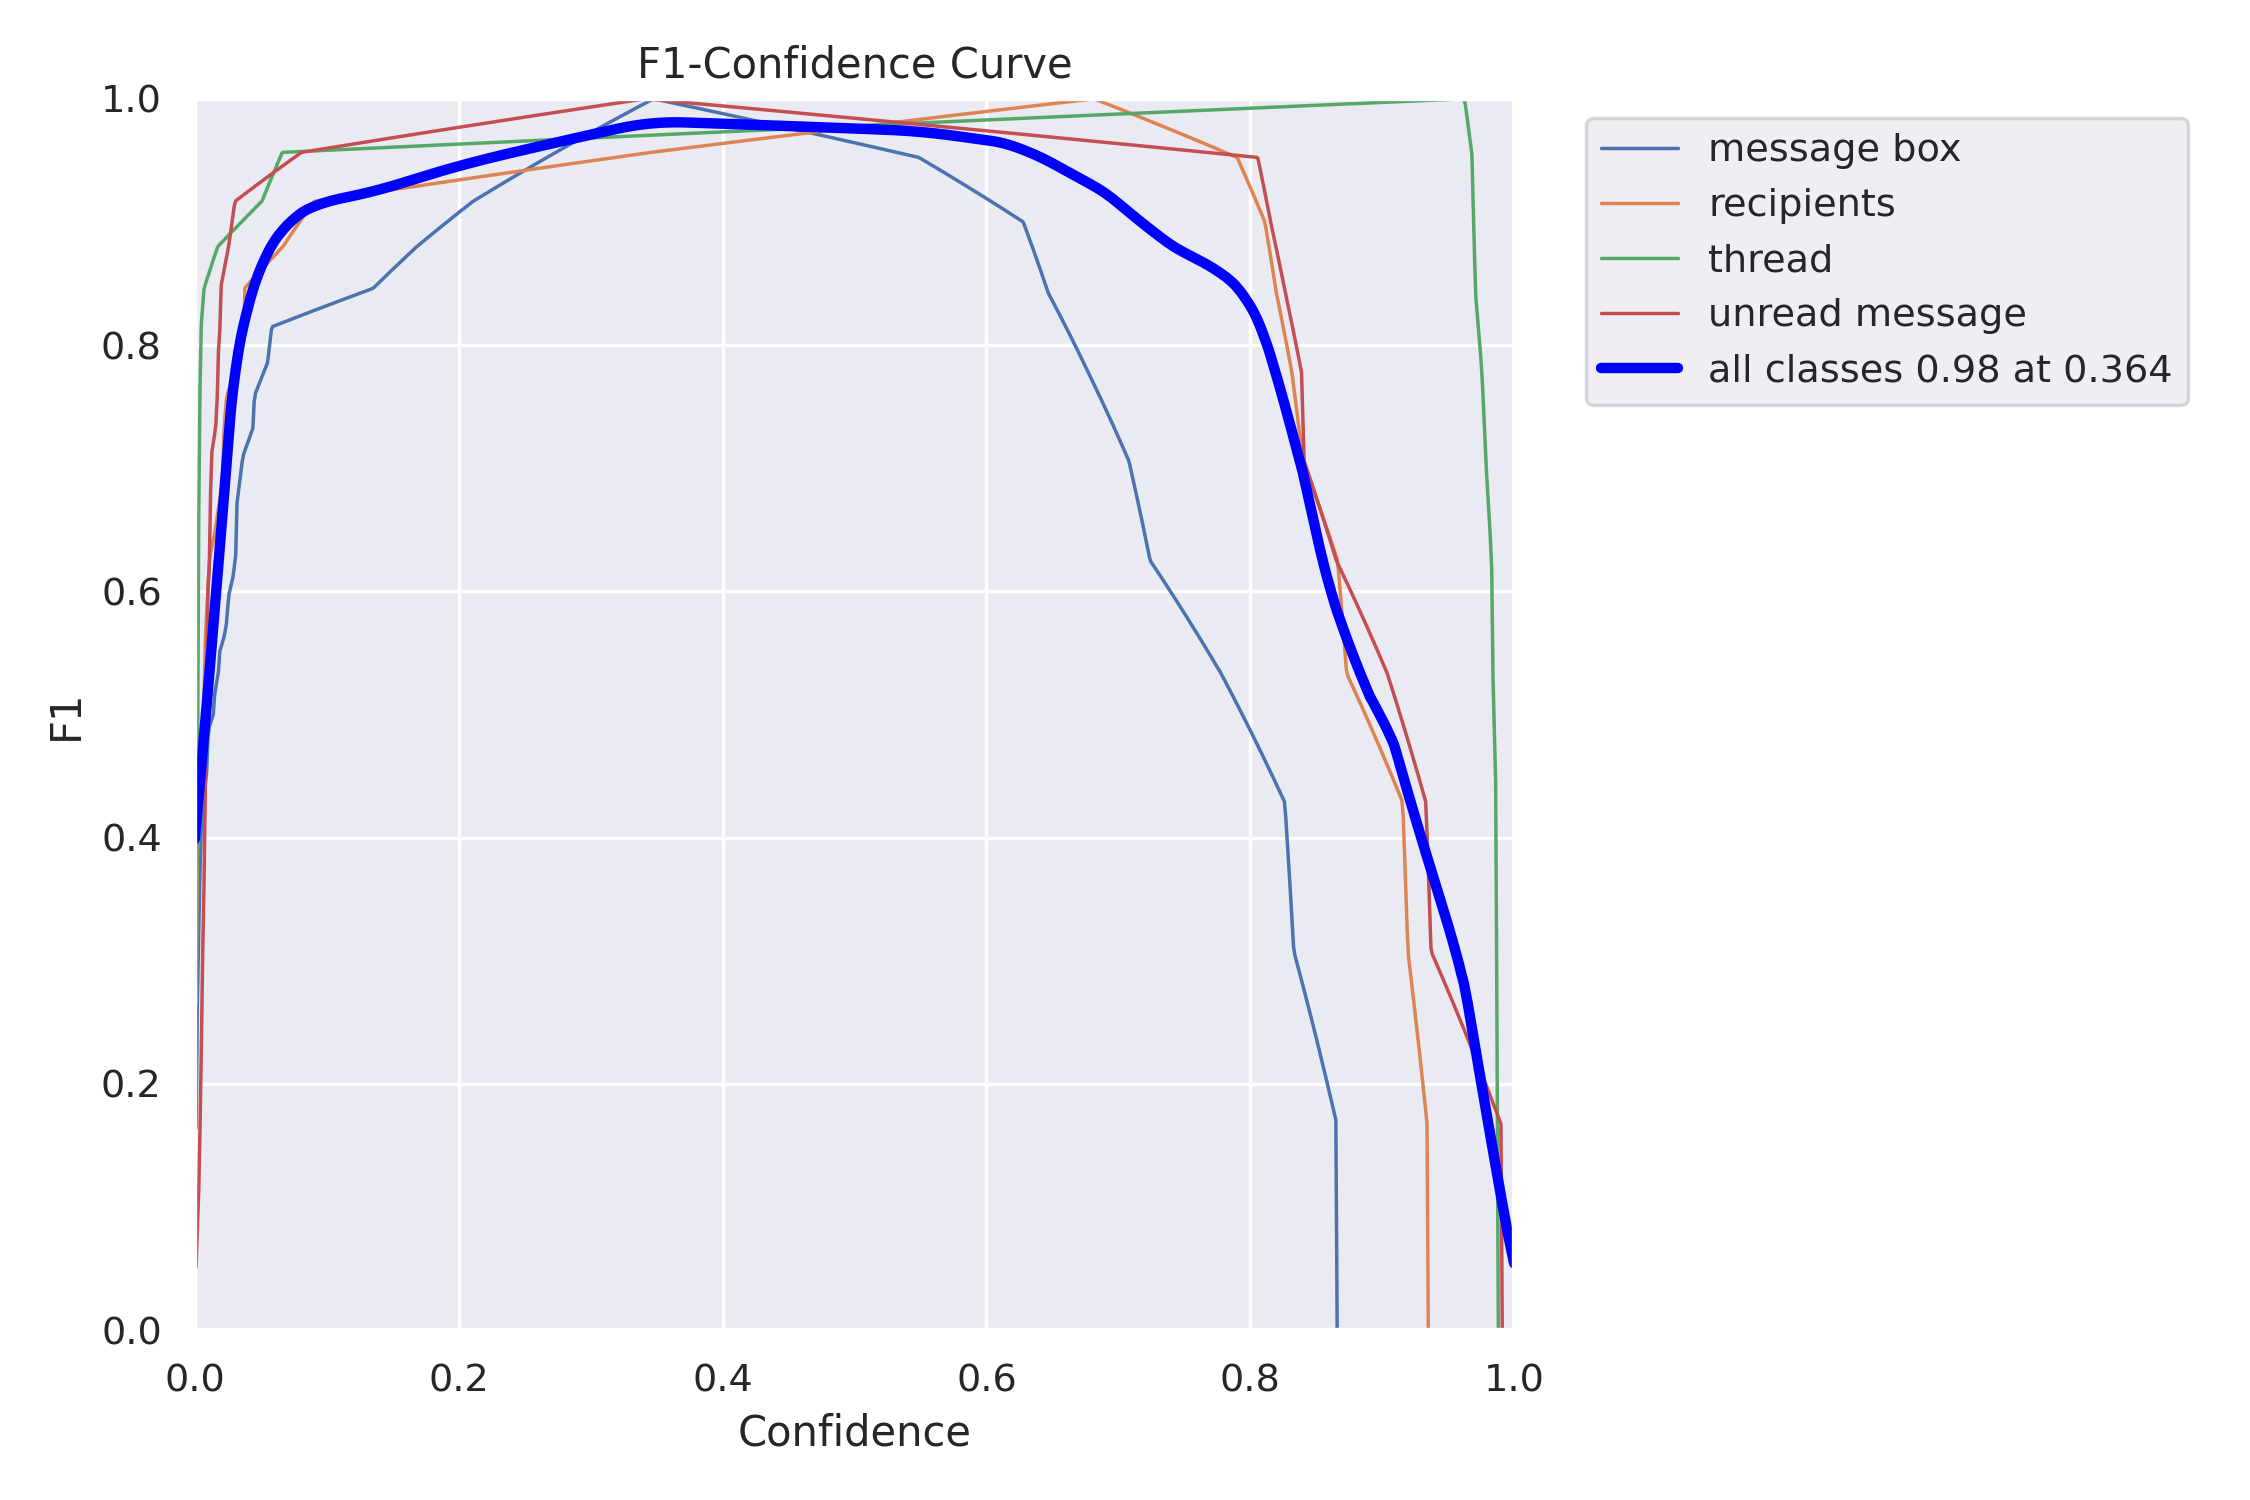 F1-Confidence Curve
1.0
0.8
0.6
0.4
0.2
0.0
F1
0.0 0.2 0.4 0.6 0.8 1.0
Confidence
message box
recipients
thread
unread message
all classes 0.98 at 0.364